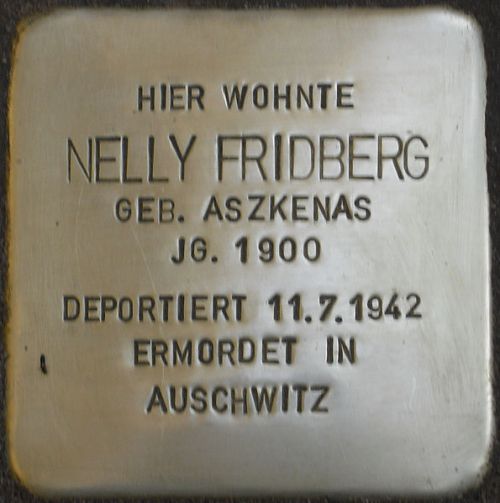 HIER WOHNTE
NELLY FRIDBERG
GEB. ASZKENAS
JG. 1900
DEPORTIERT 11.7.1942
ERMORDET IN
AUSCHWITZ